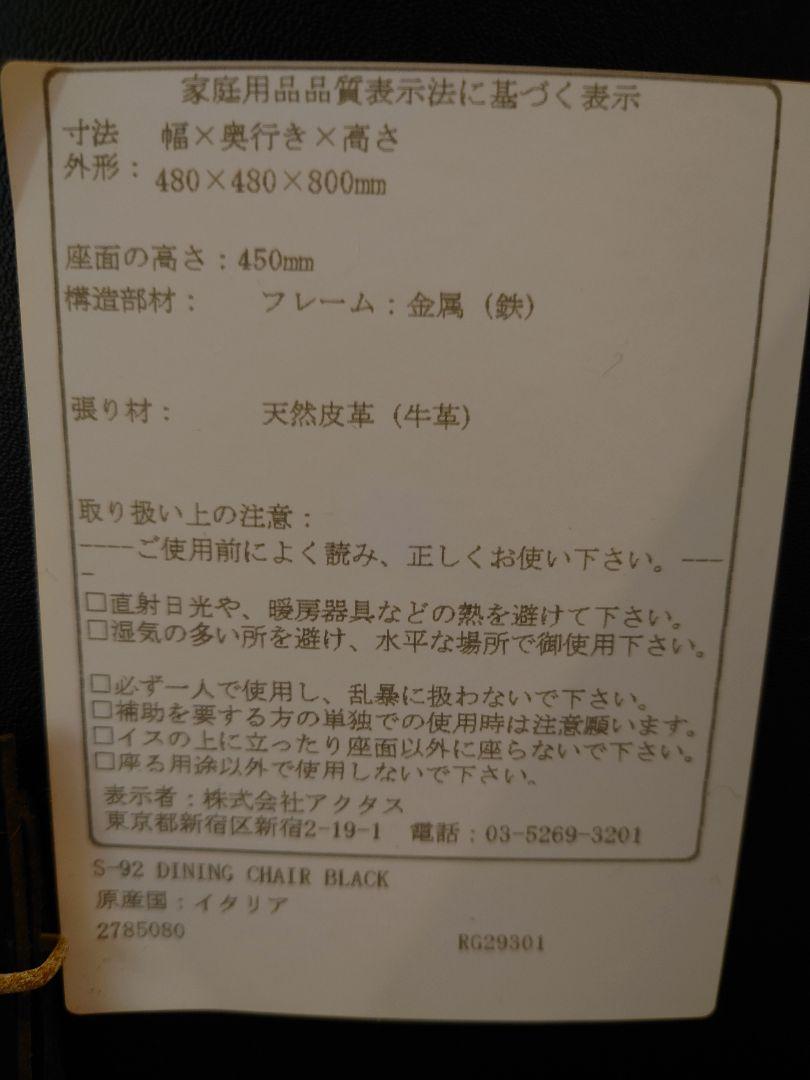 家庭用品品質表示法に基づく表示
寸法 幅×奥行き×高さ
外形： 480×480×800mm
座面の高さ：450mm
構造部材： フレーム：金属（鉄）
張り材： 天然皮革（牛革）
取り扱い上の注意：
----ご使用前によく読み、正しくお使い下さい。---
-
□直射日光や、暖房器具などの熱を避けて下さい。
□湿気の多い所を避け、水平な場所で御使用下さい。
□必ず一人で使用し、乱暴に扱わないで下さい。
□補助を要する方の単独での使用時は注意願います。
□イスの上に立ったり座面以外に座らないで下さい。
□座る用途以外で使用しないで下さい。
表示者：株式会社アクタス
東京都新宿区新宿2-19-1 電話：03-5269-3201
S-92 DINING CHAIR BLACK
原産国：イタリア
2785080 RG29301